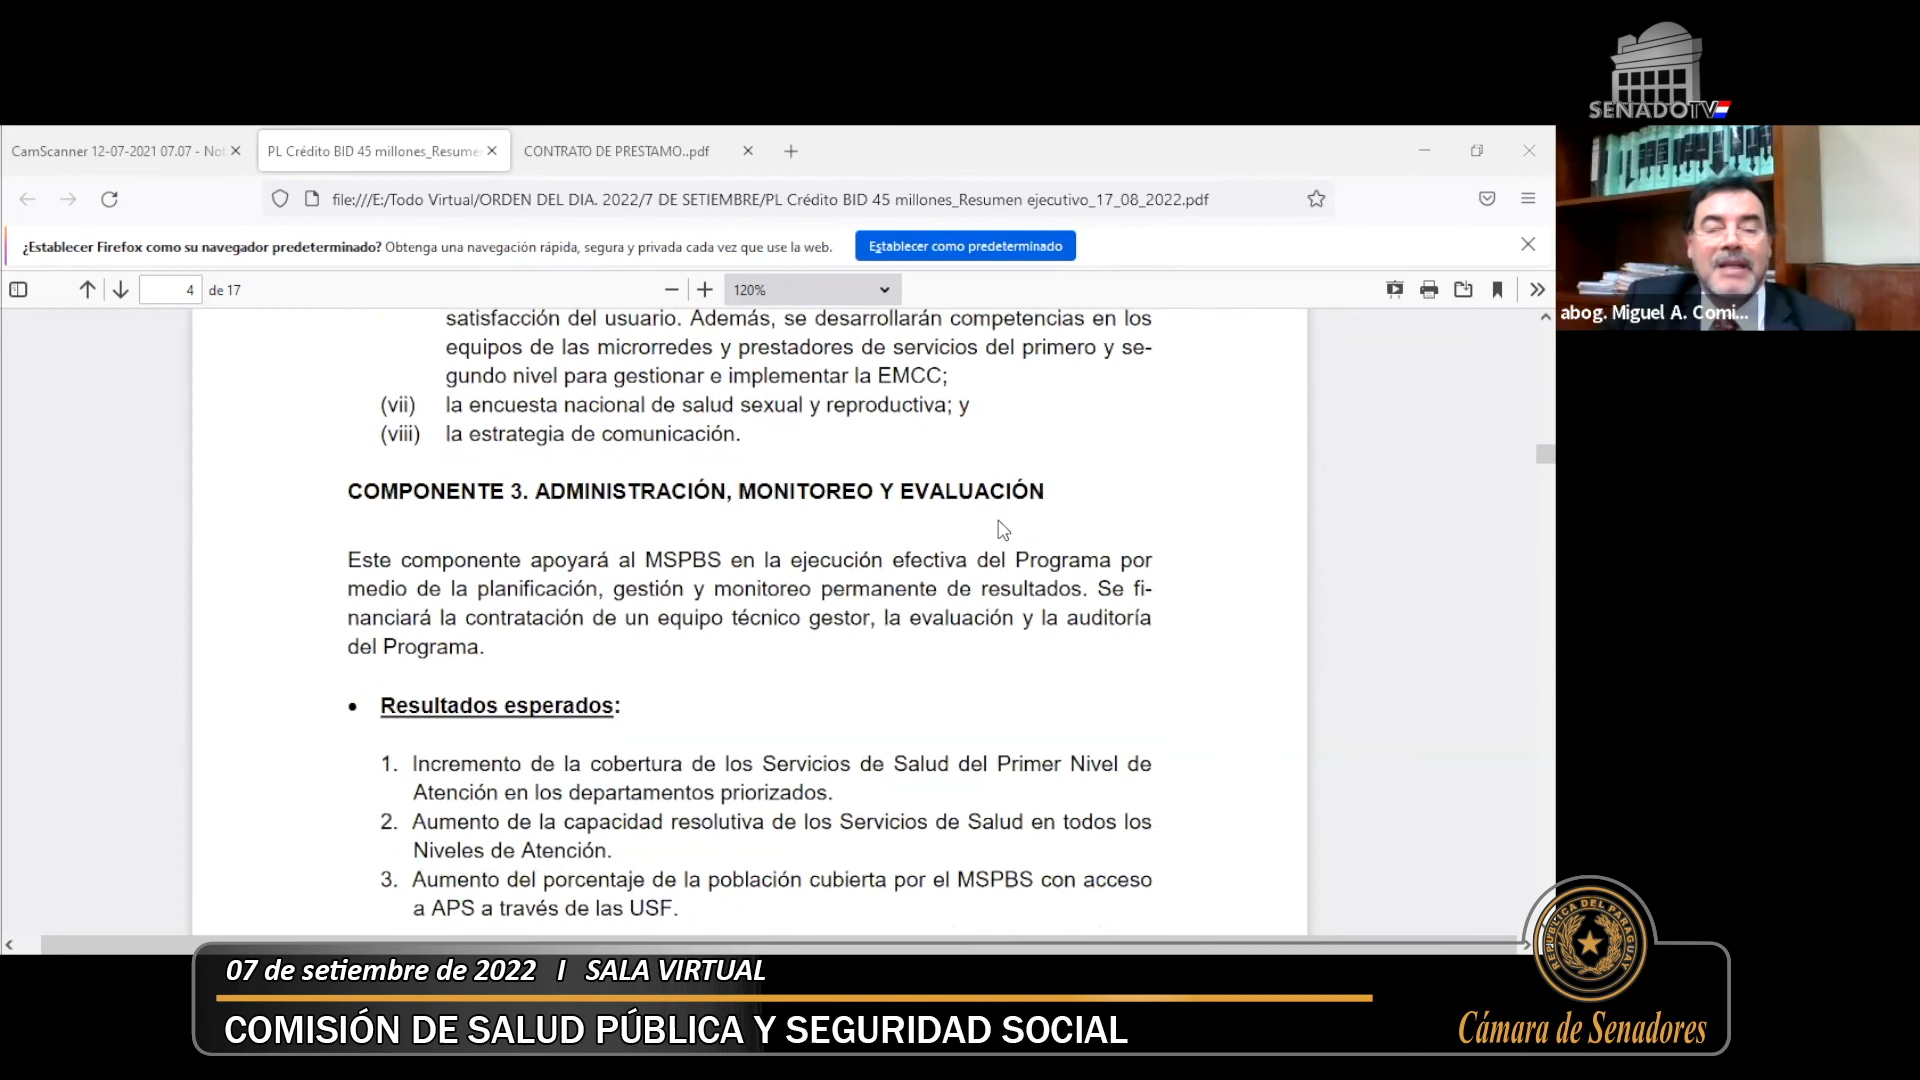 SENADOTV
CamScanner 12-07-2021 07.07 - Not
PL Crédito BID 45 millones_Resume
CONTRATO DE PRESTAMO..pdf
file:///E:/Todo Virtual/ORDEN DEL DIA. 2022/7 DE SETIEMBRE/PL Crédito BID 45 millones_Resumen ejecutivo_17_08_2022.pdf
¿Establecer Firefox como su navegador predeterminado? Obtenga una navegación rápida, segura y privada cada vez que use la web.
Establecer como predeterminado
4 de 17
120%
abog. Miguel A. Comi...
satisfacción del usuario. Además, se desarrollarán competencias en los
equipos de las microrredes y prestadores de servicios del primero y se-
gundo nivel para gestionar e implementar la EMCC;
(vii) la encuesta nacional de salud sexual y reproductiva; y
(viii) la estrategia de comunicación.
COMPONENTE 3. ADMINISTRACIÓN, MONITOREO Y EVALUACIÓN
Este componente apoyará al MSPBS en la ejecución efectiva del Programa por
medio de la planificación, gestión y monitoreo permanente de resultados. Se fi-
nanciará la contratación de un equipo técnico gestor, la evaluación y la auditoría
del Programa.
• Resultados esperados:
1. Incremento de la cobertura de los Servicios de Salud del Primer Nivel de
Atención en los departamentos priorizados.
2. Aumento de la capacidad resolutiva de los Servicios de Salud en todos los
Niveles de Atención.
3. Aumento del porcentaje de la población cubierta por el MSPBS con acceso
a APS a través de las USF.
07 de setiembre de 2022 I SALA VIRTUAL
COMISIÓN DE SALUD PÚBLICA Y SEGURIDAD SOCIAL
REPUBLICA DEL PARAGUAY
Cámara de Senadores